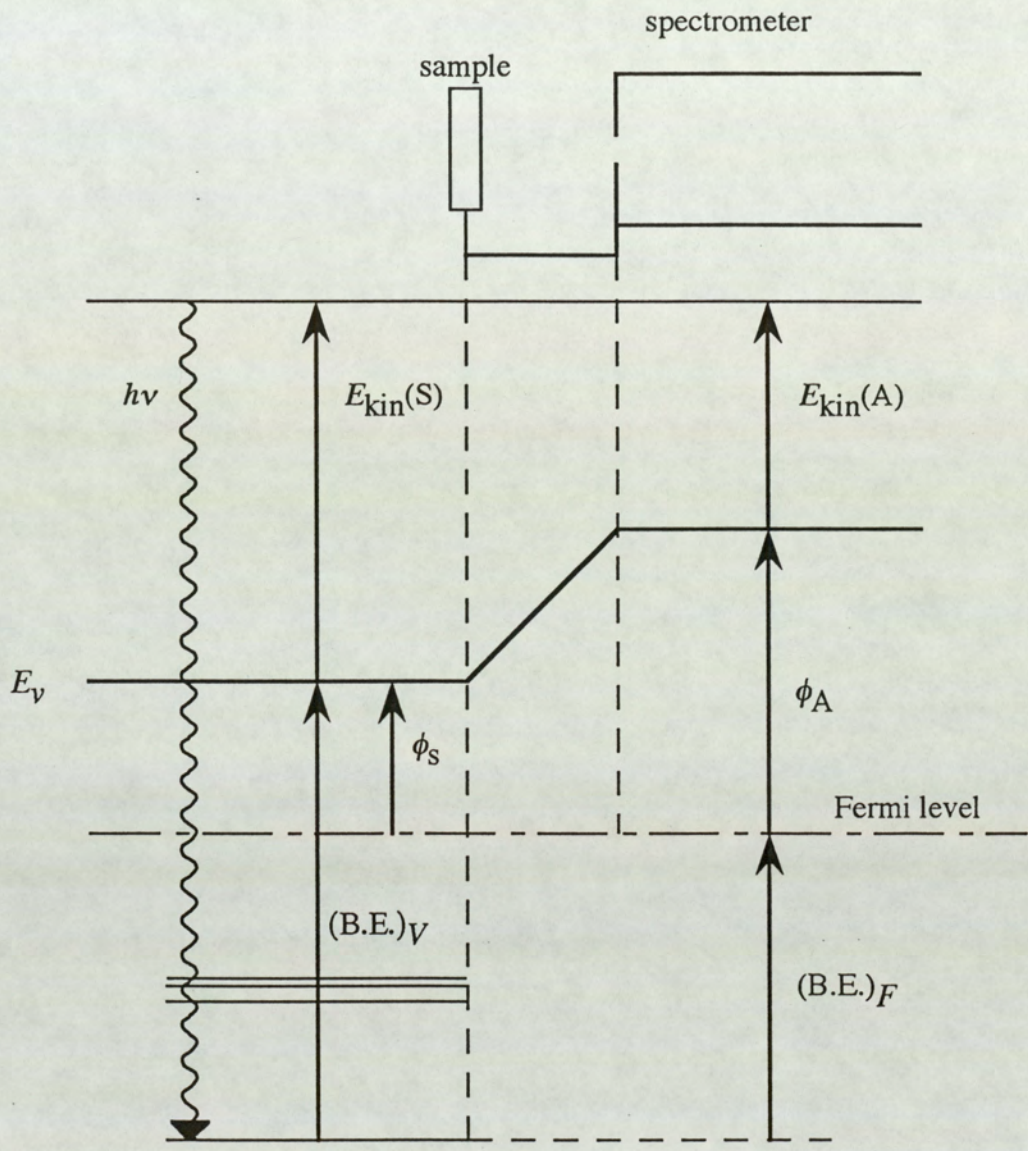 spectrometer
sample
hν
E_kin(S)
E_kin(A)
E_v
ϕ_A
ϕ_s
Fermi level
(B.E.)_V
(B.E.)_F